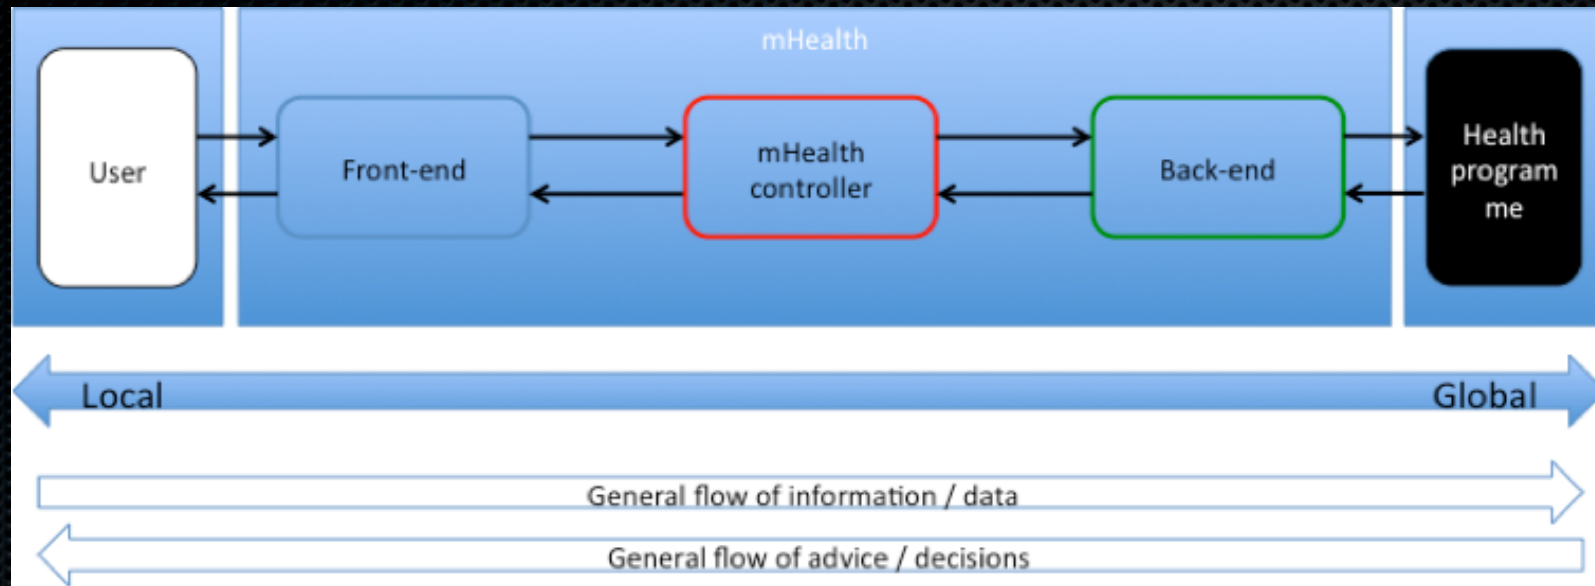 mHealth
User
Front-end
mHealth
controller
Back-end
Health
program
me
Local
Global
General flow of information / data
General flow of advice / decisions